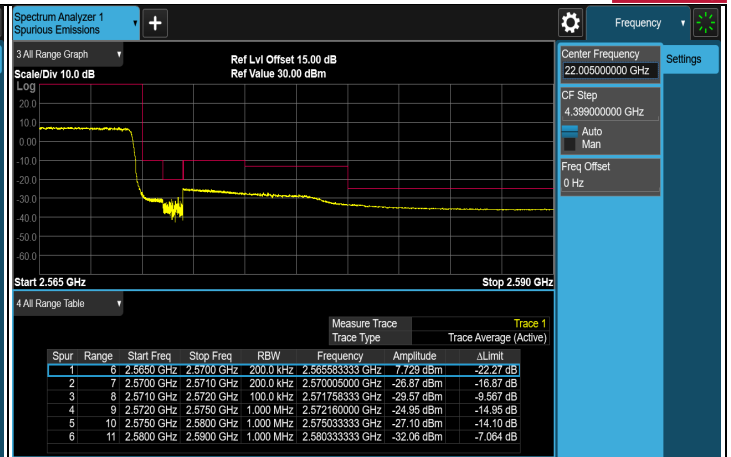 Spectrum Analyzer 1
Spurious Emissions
+
Frequency
3 All Range Graph
Ref Lvl Offset 15.00 dB
Scale/Div 10.0 dB
Ref Value 30.00 dBm
Log
20.0
10.0
0.00
-10.0
-20.0
-30.0
-40.0
-50.0
-60.0
Start 2.565 GHz
Stop 2.590 GHz
Center Frequency
22.005000000 GHz
Settings
CF Step
4.399000000 GHz
Auto
Man
Freq Offset
0 Hz
4 All Range Table
Measure Trace Trace 1
Trace Type Trace Average (Active)
Spur Range Start Freq Stop Freq RBW Frequency Amplitude ΔLimit
1 6 2.5650 GHz 2.5700 GHz 200.0 kHz 2.565583333 GHz 7.729 dBm -22.27 dB
2 7 2.5700 GHz 2.5710 GHz 200.0 kHz 2.570005000 GHz -26.87 dBm -16.87 dB
3 8 2.5710 GHz 2.5720 GHz 100.0 kHz 2.571758333 GHz -29.57 dBm -9.567 dB
4 9 2.5720 GHz 2.5750 GHz 1.000 MHz 2.572160000 GHz -24.95 dBm -14.95 dB
5 10 2.5750 GHz 2.5800 GHz 1.000 MHz 2.575033333 GHz -27.10 dBm -14.10 dB
6 11 2.5800 GHz 2.5900 GHz 1.000 MHz 2.580333333 GHz -32.06 dBm -7.064 dB